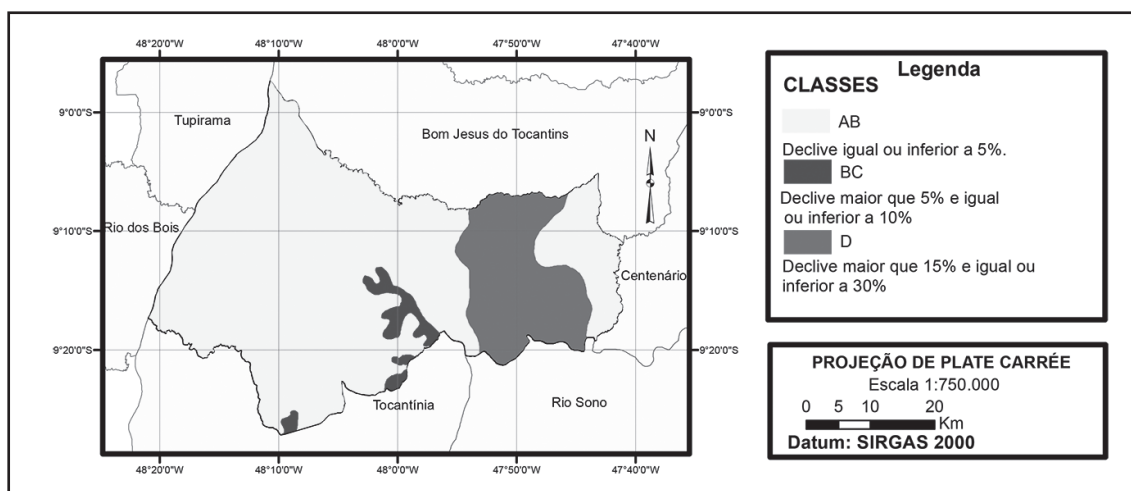 48°20'0"W 48°10'0"W 48°0'0"W 47°50'0"W 47°40'0"W
9°0'0"S 9°0'0"S
Tupirama
Bom Jesus do Tocantins
N
Rio dos Bois
9°10'0"S 9°10'0"S
Centenário
9°20'0"S 9°20'0"S
Tocantínia
Rio Sono
48°20'0"W 48°10'0"W 48°0'0"W 47°50'0"W 47°40'0"W
Legenda
CLASSES
AB
Declive igual ou inferior a 5%.
BC
Declive maior que 5% e igual
ou inferior a 10%
D
Declive maior que 15% e igual ou
inferior a 30%
PROJEÇÃO DE PLATE CARRÉE
Escala 1:750.000
0 5 10 20
Km
Datum: SIRGAS 2000